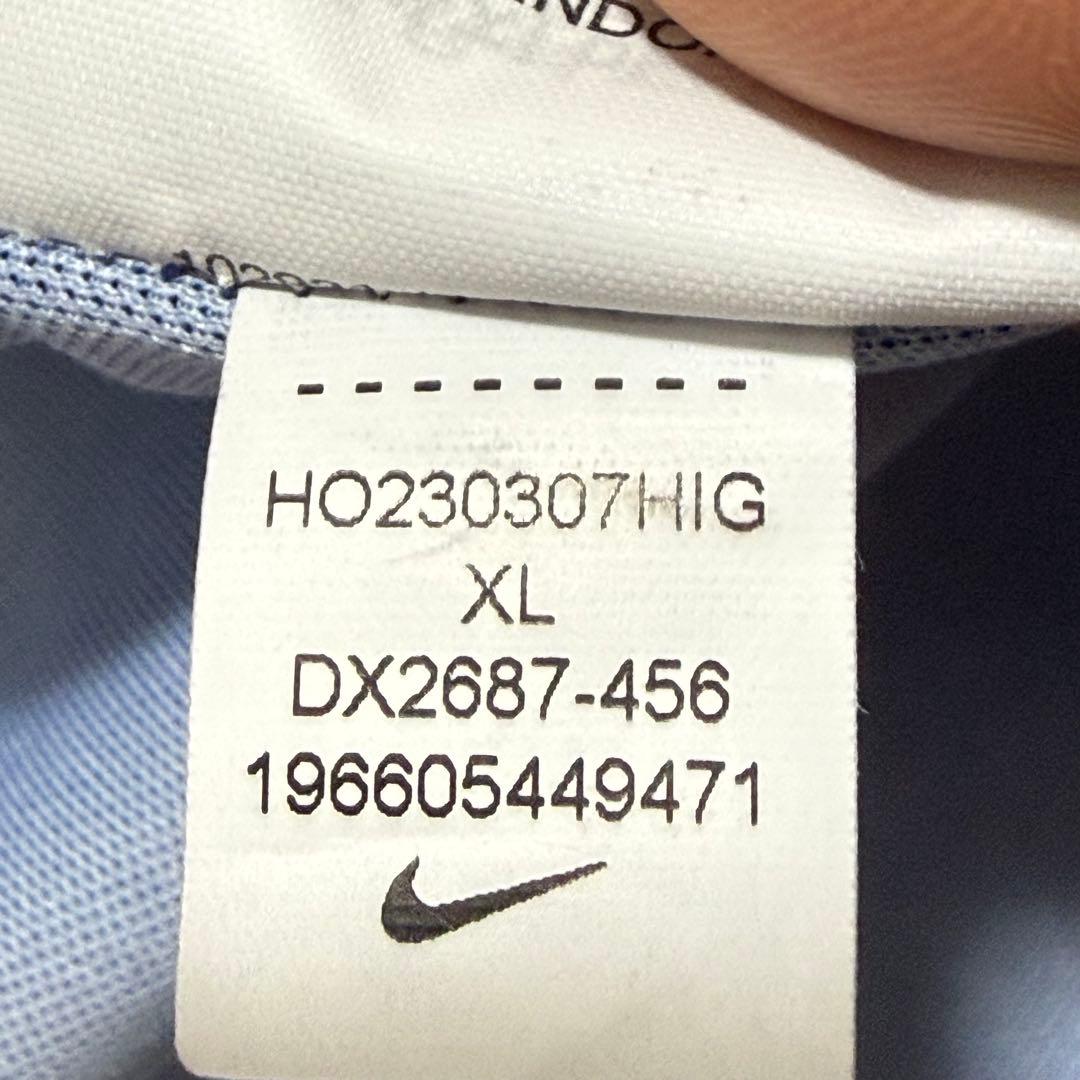 - - - - - - - -
HO230307HIG
XL
DX2687-456
196605449471